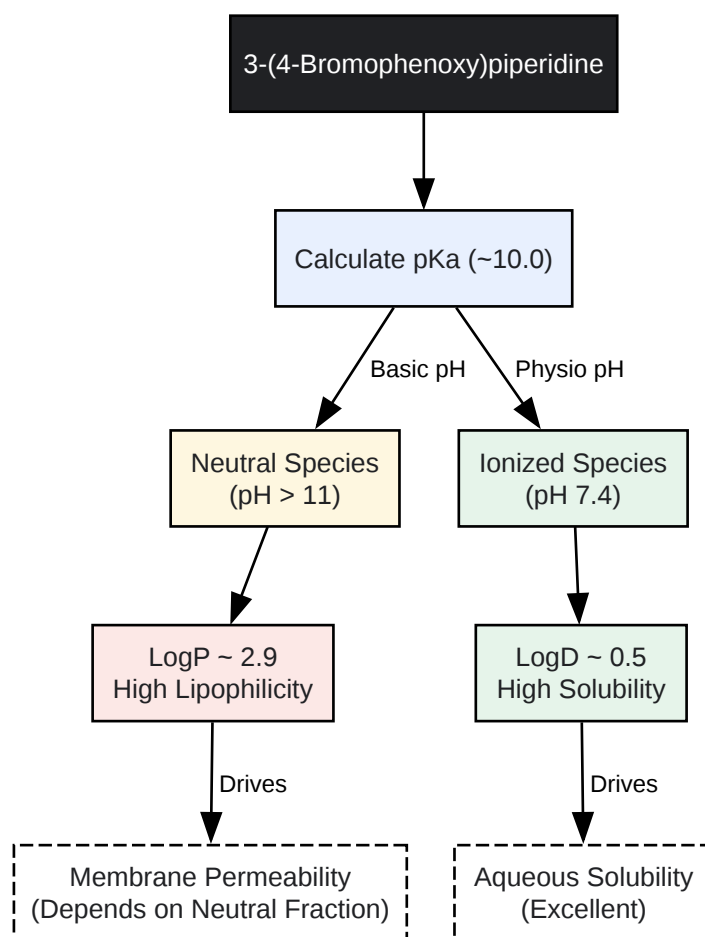 3-(4-Bromophenoxy)piperidine
Calculate pKa (~10.0)
Basic pH
Physio pH
Neutral Species
(pH > 11)
Ionized Species
(pH 7.4)
LogP ~ 2.9
High Lipophilicity
LogD ~ 0.5
High Solubility
Drives
Drives
Membrane Permeability
(Depends on Neutral Fraction)
Aqueous Solubility
(Excellent)